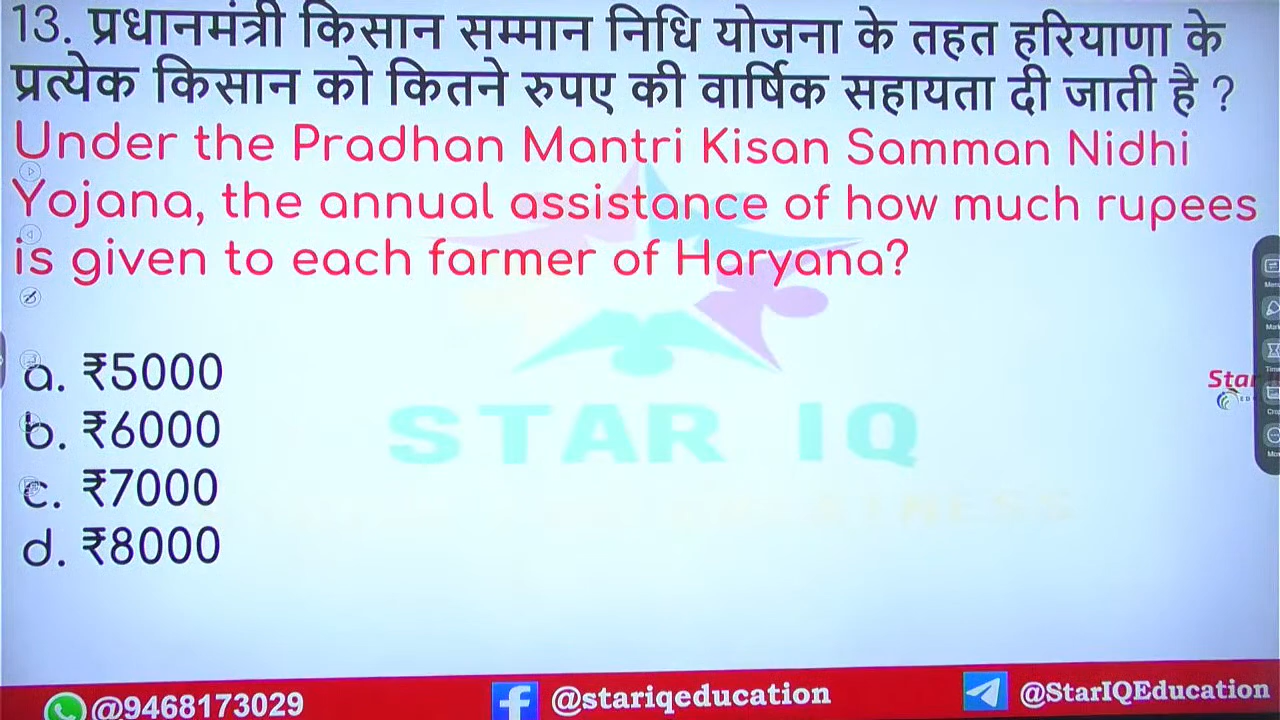 13. प्रधानमंत्री किसान सम्मान निधि योजना के तहत हरियाणा के
प्रत्येक किसान को कितने रुपए की वार्षिक सहायता दी जाती है ?
Under the Pradhan Mantri Kisan Samman Nidhi
Yojana, the annual assistance of how much rupees
is given to each farmer of Haryana?
a. ₹5000
b. ₹6000
c. ₹7000
d. ₹8000
STAR IQ
Star
@9468173029
@stariqeducation
@StarIQEducation